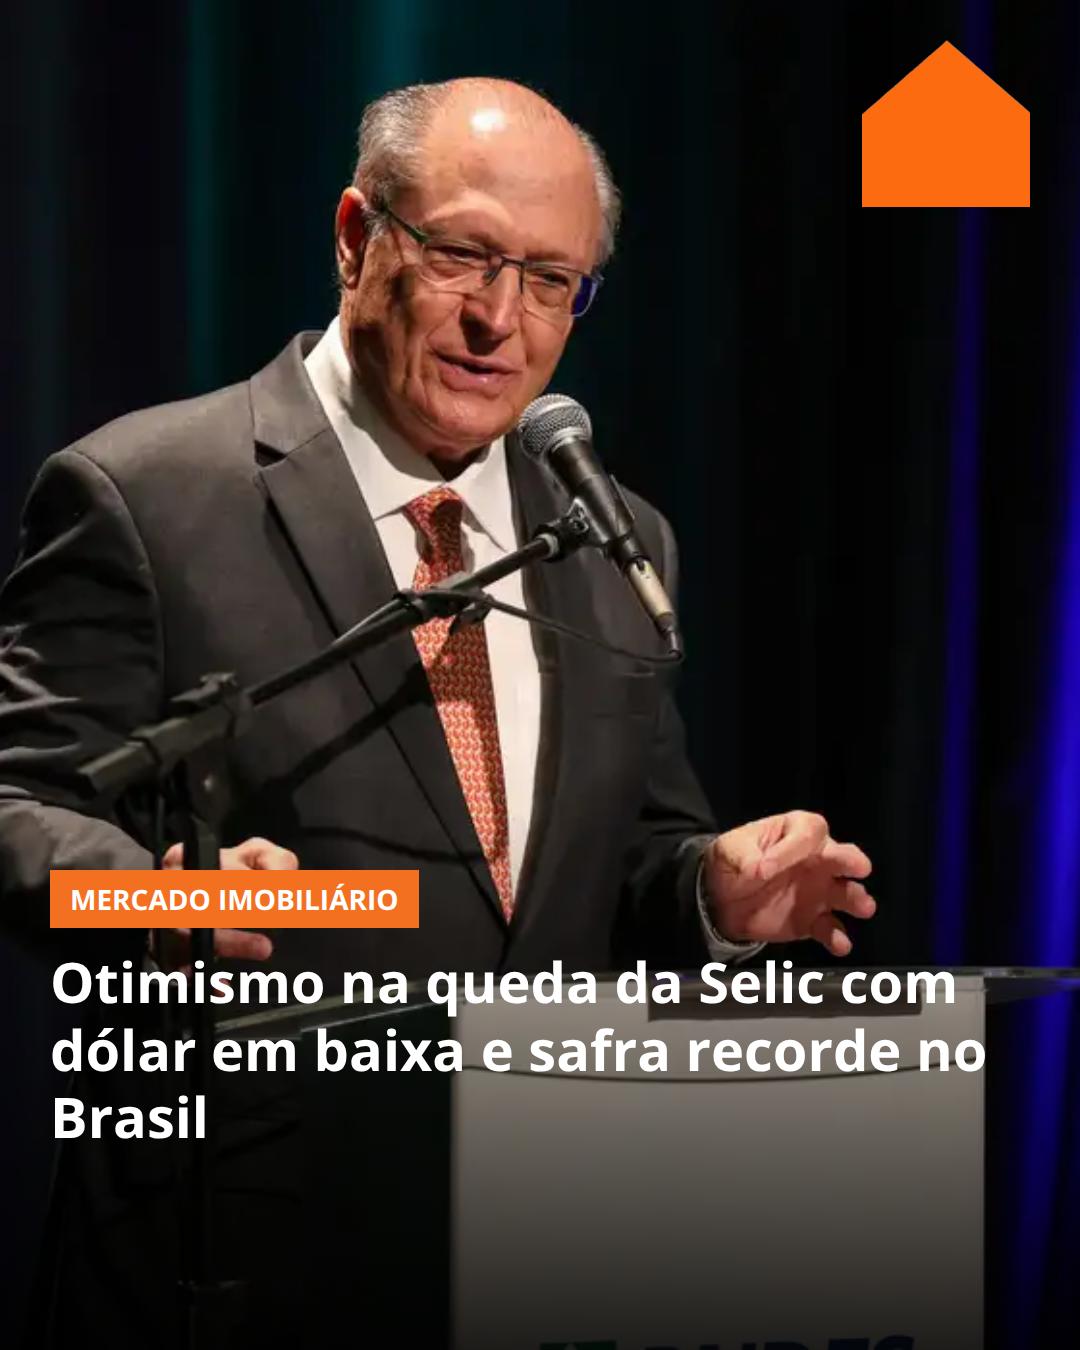 MERCADO IMOBILIÁRIO
Otimismo na queda da Selic com
dólar em baixa e safra recorde no
Brasil